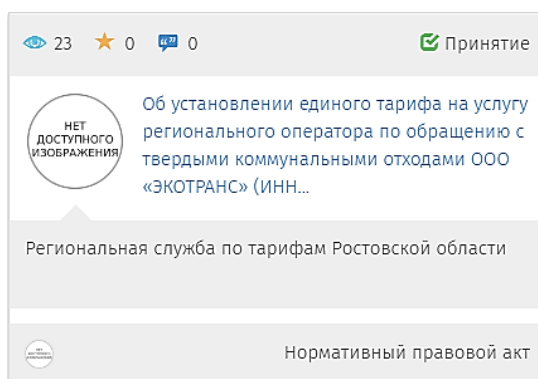 23 0 0 Принятие
НЕТ
ДОСТУПНОГО
ИЗОБРАЖЕНИЯ
Об установлении единого тарифа на услугу
регионального оператора по обращению с
твердыми коммунальными отходами ООО
«ЭКОТРАНС» (ИНН...
Региональная служба по тарифам Ростовской области
Нормативный правовой акт